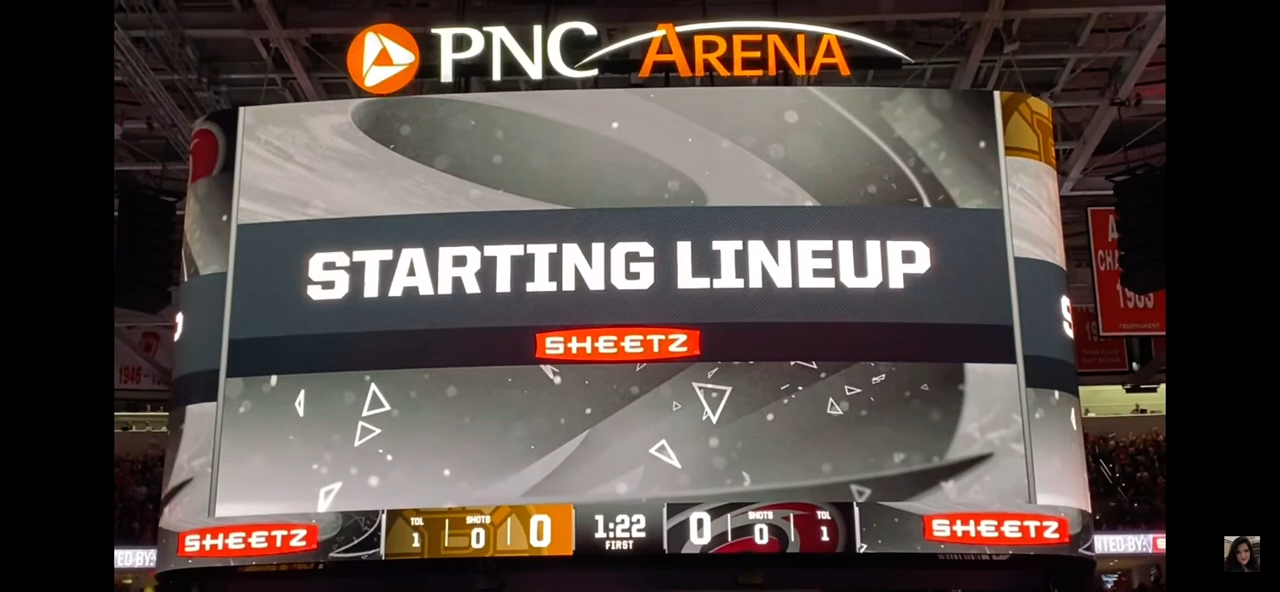 PNC ARENA
STARTING LINEUP
SHEETZ
1946
SHEETZ
TOL
1
SHOTS
0
0
1:22
FIRST
0
SHOTS
0
TOL
1
SHEETZ